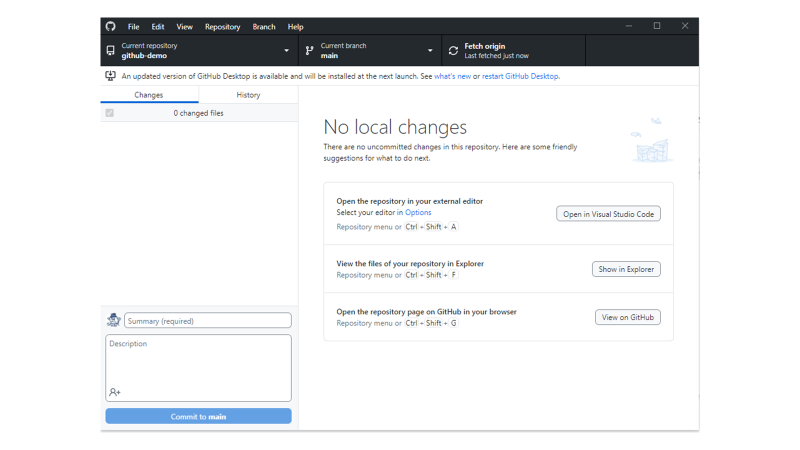 File Edit View Repository Branch Help
Current repository
github-demo
Current branch
main
Fetch origin
Last fetched just now
An updated version of GitHub Desktop is available and will be installed at the next launch. See what's new or restart GitHub Desktop.
Changes
History
0 changed files
No local changes
There are no uncommitted changes in this repository. Here are some friendly
suggestions for what to do next.
Open the repository in your external editor
Select your editor in Options
Repository menu or Ctrl + Shift + A
Open in Visual Studio Code
View the files of your repository in Explorer
Repository menu or Ctrl + Shift + F
Show in Explorer
Open the repository page on GitHub in your browser
Repository menu or Ctrl + Shift + G
View on GitHub
Summary (required)
Description
Commit to main